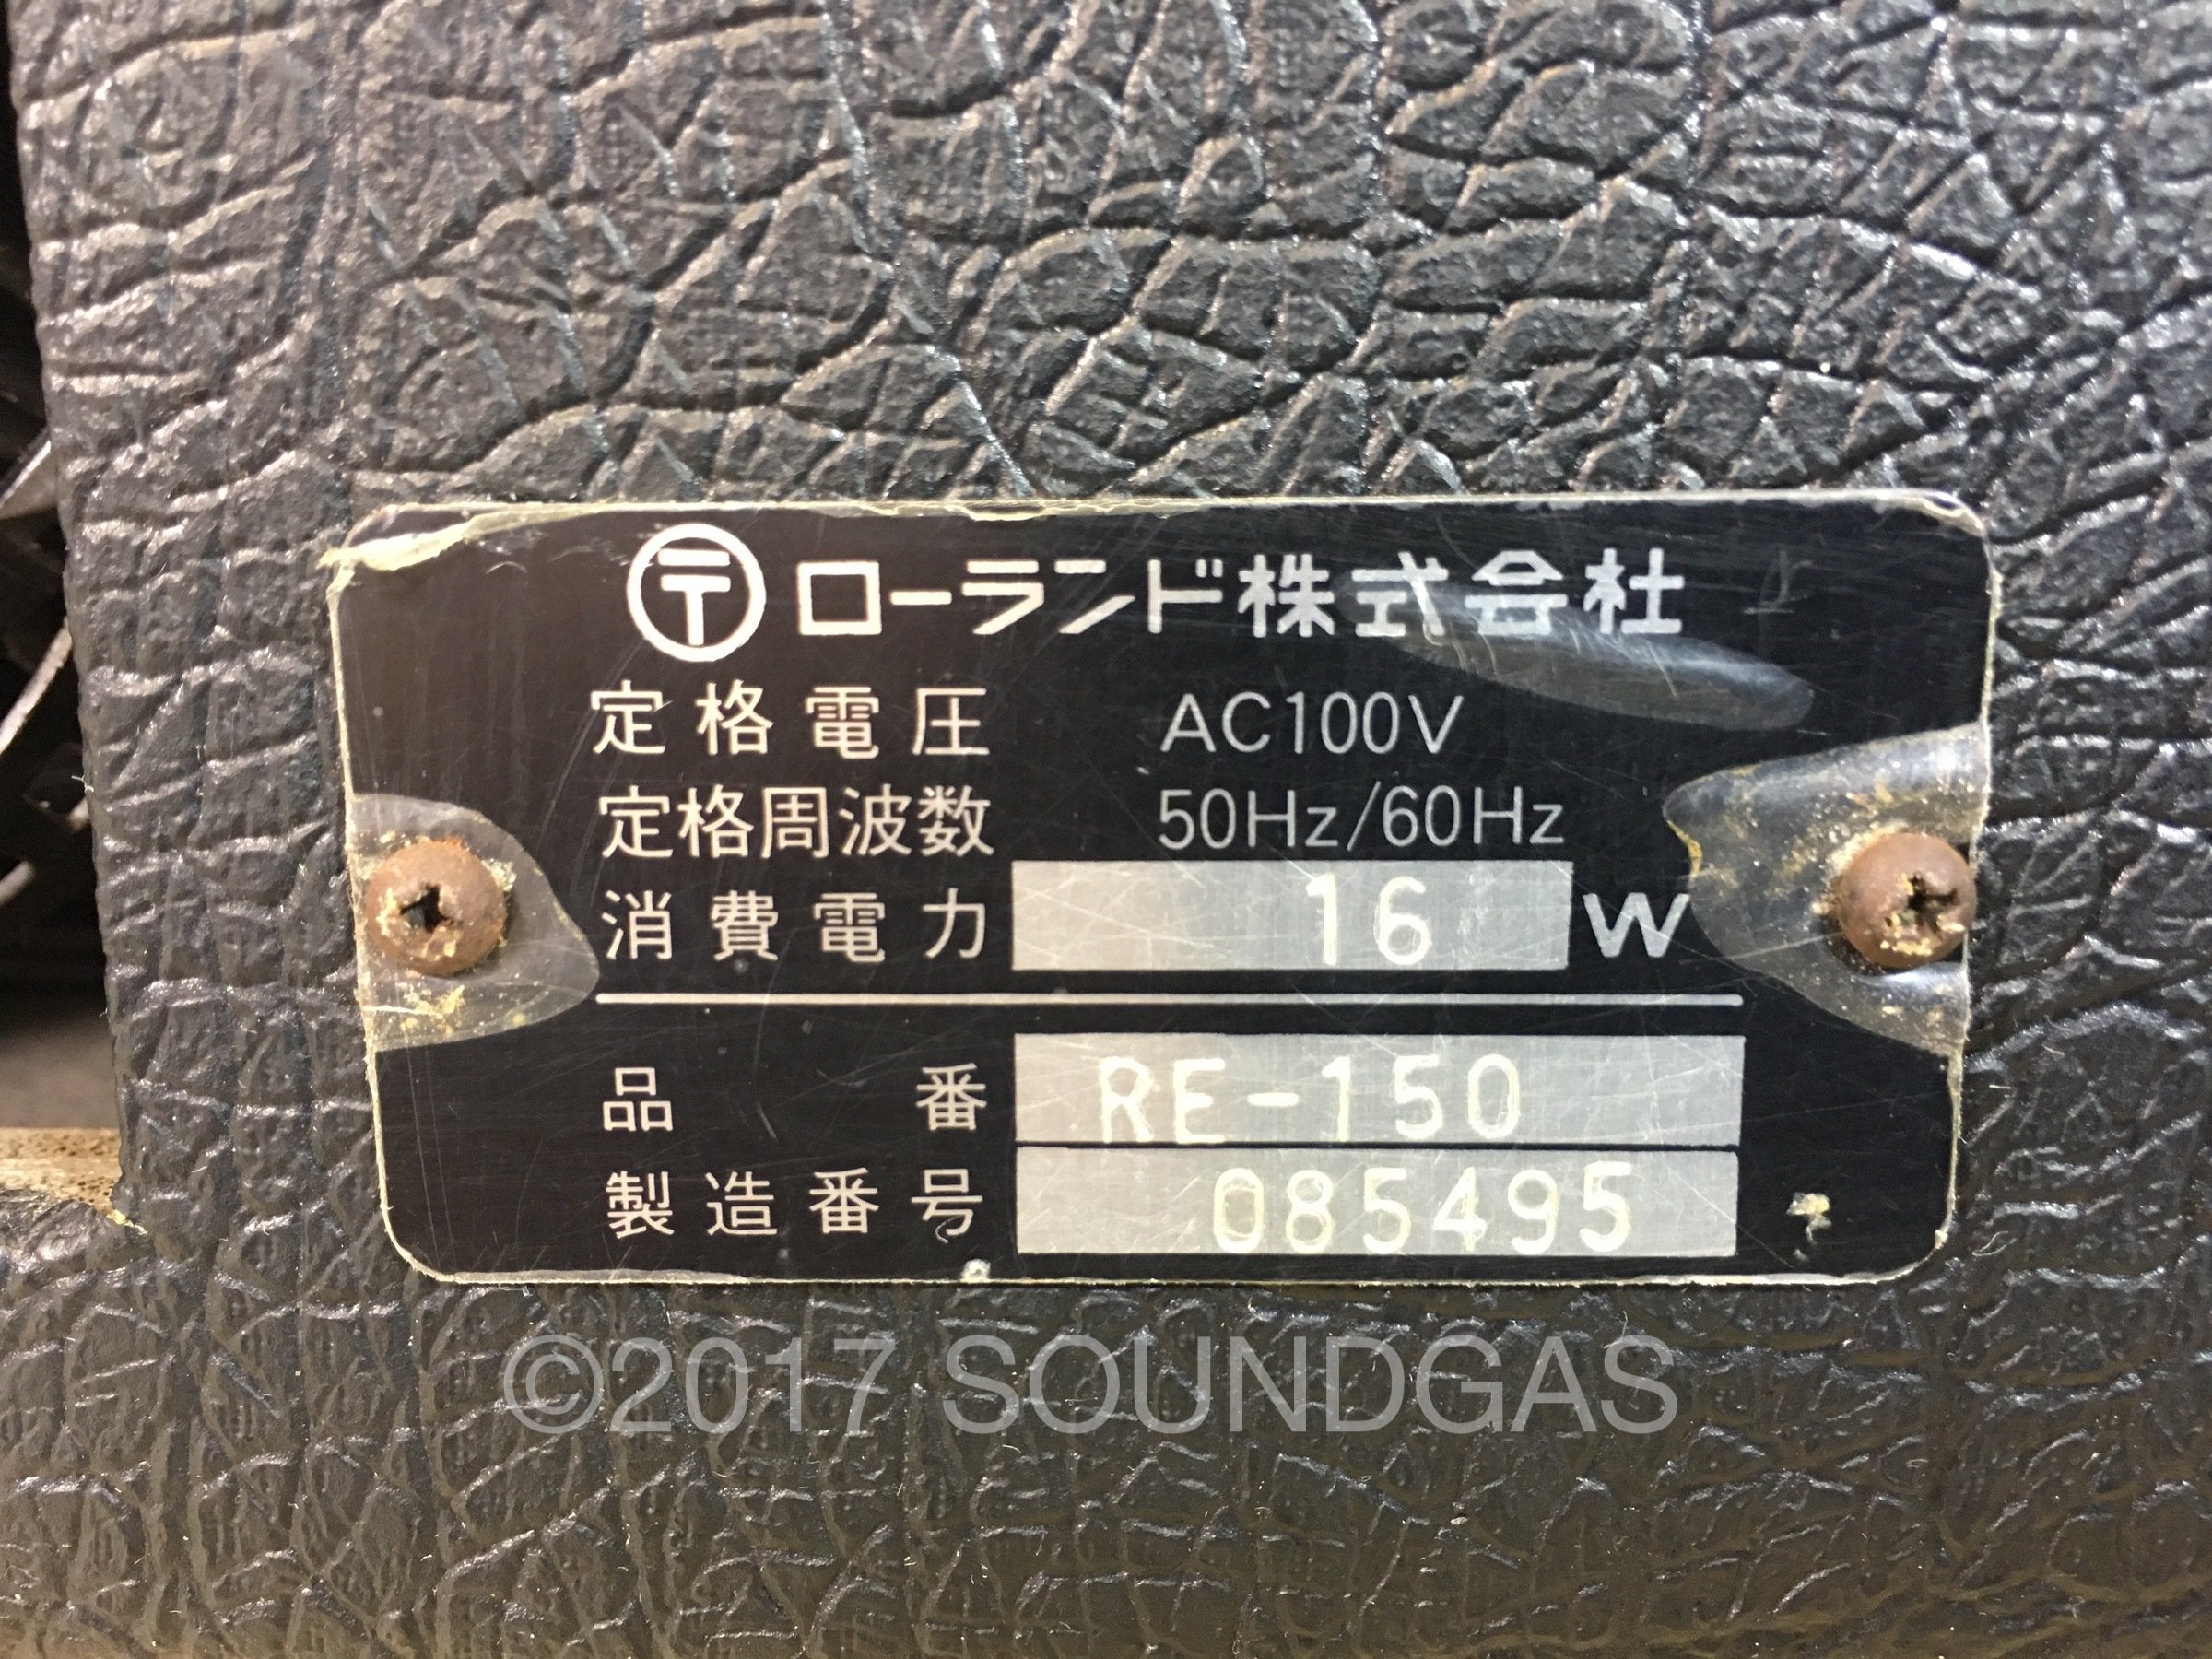 〒 ローランド株式会社
定格電圧 AC100V
定格周波数 50Hz/60Hz
消費電力 16 W
品番 RE-150
製造番号 085495
©2017 SOUNDGAS